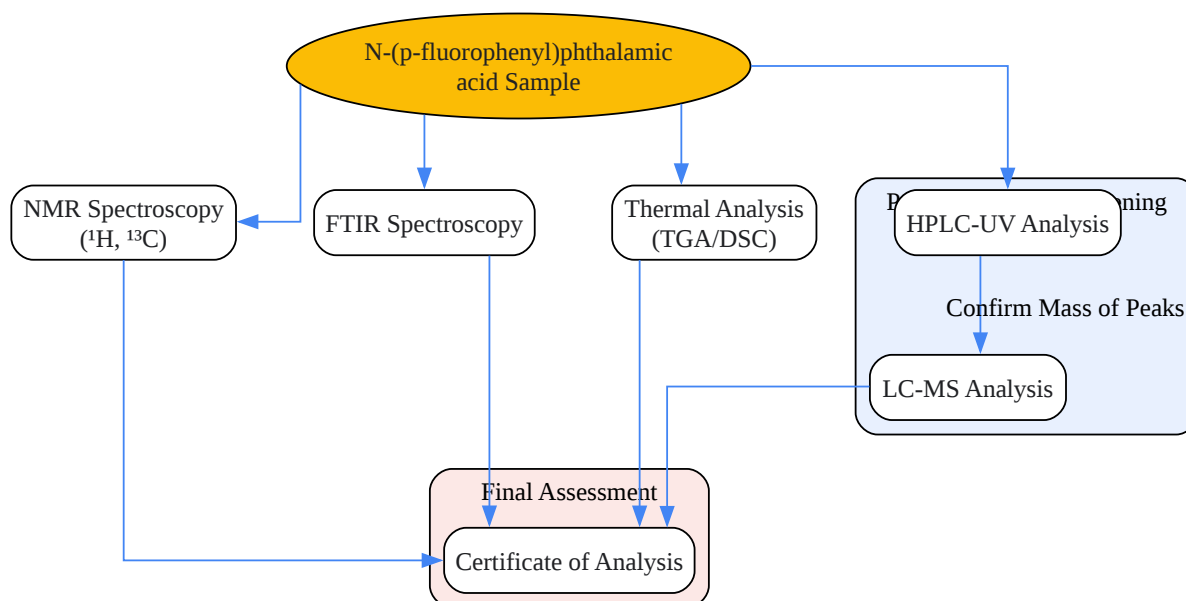 N-(p-fluorophenyl)phthalamic
acid Sample
NMR Spectroscopy
(¹H, ¹³C)
FTIR Spectroscopy
Thermal Analysis
(TGA/DSC)
HPLC-UV Analysis
Confirm Mass of Peaks
LC-MS Analysis
Final Assessment
Certificate of Analysis